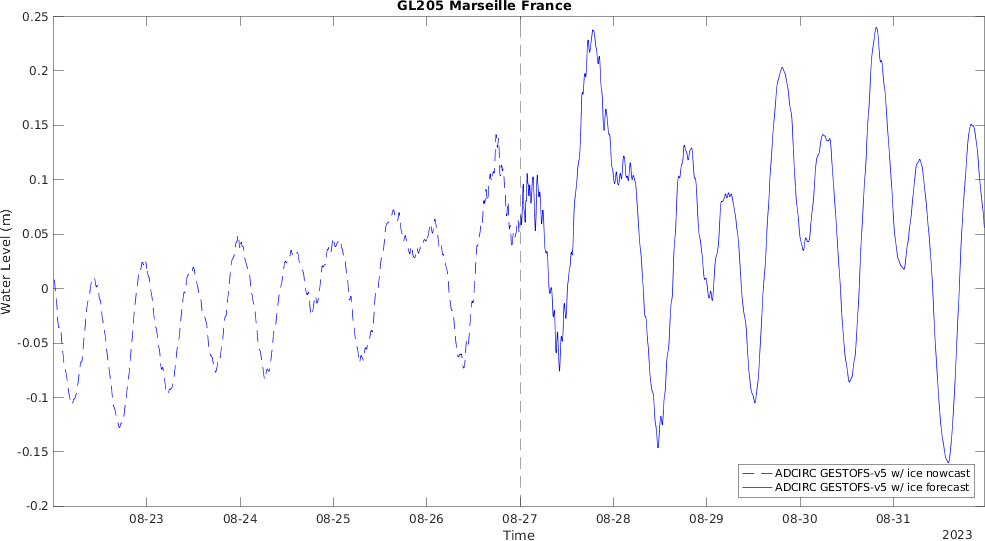 GL205 Marseille France
0.25
0.2
0.15
0.1
0.05
0
-0.05
-0.1
-0.15
-0.2
Water Level (m)
ADCIRC GESTOFS-v5 w/ ice nowcast
ADCIRC GESTOFS-v5 w/ ice forecast
08-23 08-24 08-25 08-26 08-27 08-28 08-29 08-30 08-31
Time
2023